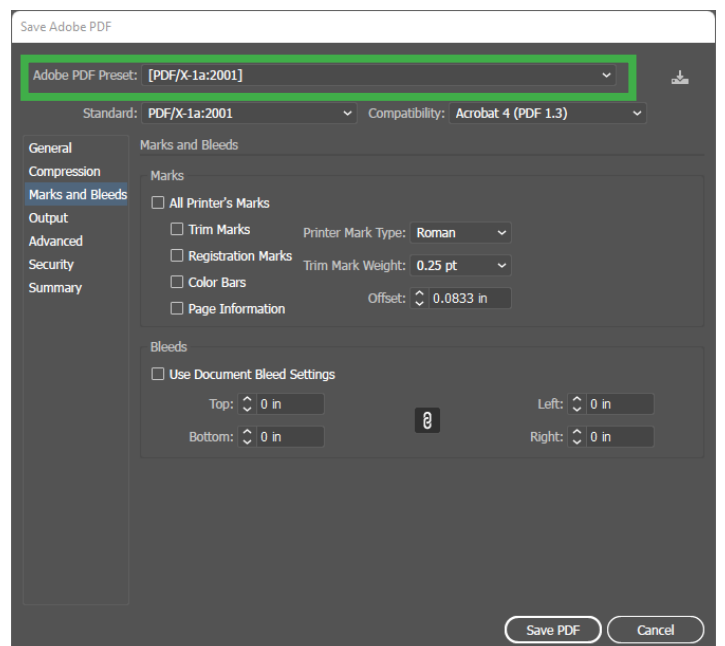 Save Adobe PDF
Adobe PDF Preset: [PDF/X-1a:2001]
Standard: PDF/X-1a:2001 Compatibility: Acrobat 4 (PDF 1.3)
General
Compression
Marks and Bleeds
Output
Advanced
Security
Summary
Marks and Bleeds
Marks
All Printer's Marks
Trim Marks
Registration Marks
Color Bars
Page Information
Printer Mark Type: Roman
Trim Mark Weight: 0.25 pt
Offset: 0.0833 in
Bleeds
Use Document Bleed Settings
Top: 0 in
Bottom: 0 in
Left: 0 in
Right: 0 in
Save PDF
Cancel